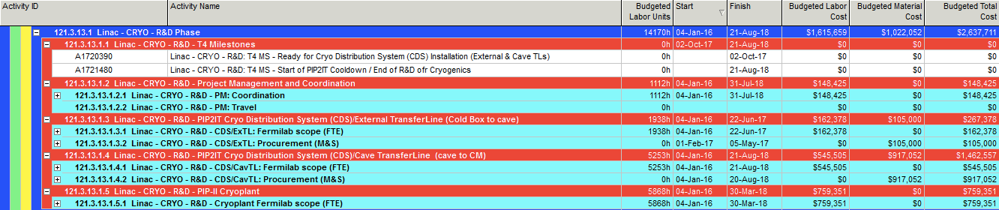 Activity ID Activity Name Budgeted Labor Units Start Finish Budgeted Labor Cost Budgeted Material Cost Budgeted Total Cost
121.3.13.1 Linac - CRYO - R&D Phase 14170h 04-Jan-16 21-Aug-18 $1,615,659 $1,022,052 $2,637,711
121.3.13.1.1 Linac - CRYO - R&D - T4 Milestones 0h 02-Oct-17 21-Aug-18 $0 $0 $0
A1720390 Linac - CRYO - R&D: T4 MS - Ready for Cryo Distribution System (CDS) Installation (External & Cave TLs) 0h 02-Oct-17 $0 $0 $0
A1721480 Linac - CRYO - R&D: T4 MS - Start of PIP2IT Cooldown / End of R&D ofr Cryogenics 0h 21-Aug-18 $0 $0 $0
121.3.13.1.2 Linac - CRYO - R&D - Project Management and Coordination 1112h 04-Jan-16 31-Jul-18 $148,425 $0 $148,425
121.3.13.1.2.1 Linac - CRYO - R&D - PM: Coordination 1112h 04-Jan-16 31-Jul-18 $148,425 $0 $148,425
121.3.13.1.2.2 Linac - CRYO - R&D - PM: Travel 0h $0 $0 $0
121.3.13.1.3 Linac - CRYO - R&D - PIP2IT Cryo Distribution System (CDS)/External TransferLine (Cold Box to cave) 1938h 04-Jan-16 22-Jun-17 $162,378 $105,000 $267,378
121.3.13.1.3.1 Linac - CRYO - R&D - CDS/ExTL: Fermilab scope (FTE) 1938h 04-Jan-16 22-Jun-17 $162,378 $0 $162,378
121.3.13.1.3.2 Linac - CRYO - R&D - CDS/ExTL: Procurement (M&S) 0h 01-Feb-17 05-May-17 $0 $105,000 $105,000
121.3.13.1.4 Linac - CRYO - R&D - PIP2IT Cryo Distribution System (CDS)/Cave TransferLine (cave to CM) 5253h 04-Jan-16 21-Aug-18 $545,505 $917,052 $1,462,557
121.3.13.1.4.1 Linac - CRYO - R&D - CDS/CavTL: Fermilab scope (FTE) 5253h 04-Jan-16 21-Aug-18 $545,505 $0 $545,505
121.3.13.1.4.2 Linac - CRYO - R&D - CDS/CavTL: Procurement (M&S) 0h 04-Jan-16 20-Aug-18 $0 $917,052 $917,052
121.3.13.1.5 Linac - CRYO - R&D - PIP-II Cryoplant 5868h 04-Jan-16 30-Mar-18 $759,351 $0 $759,351
121.3.13.1.5.1 Linac - CRYO - R&D - Cryoplant Fermilab scope (FTE) 5868h 04-Jan-16 30-Mar-18 $759,351 $0 $759,351